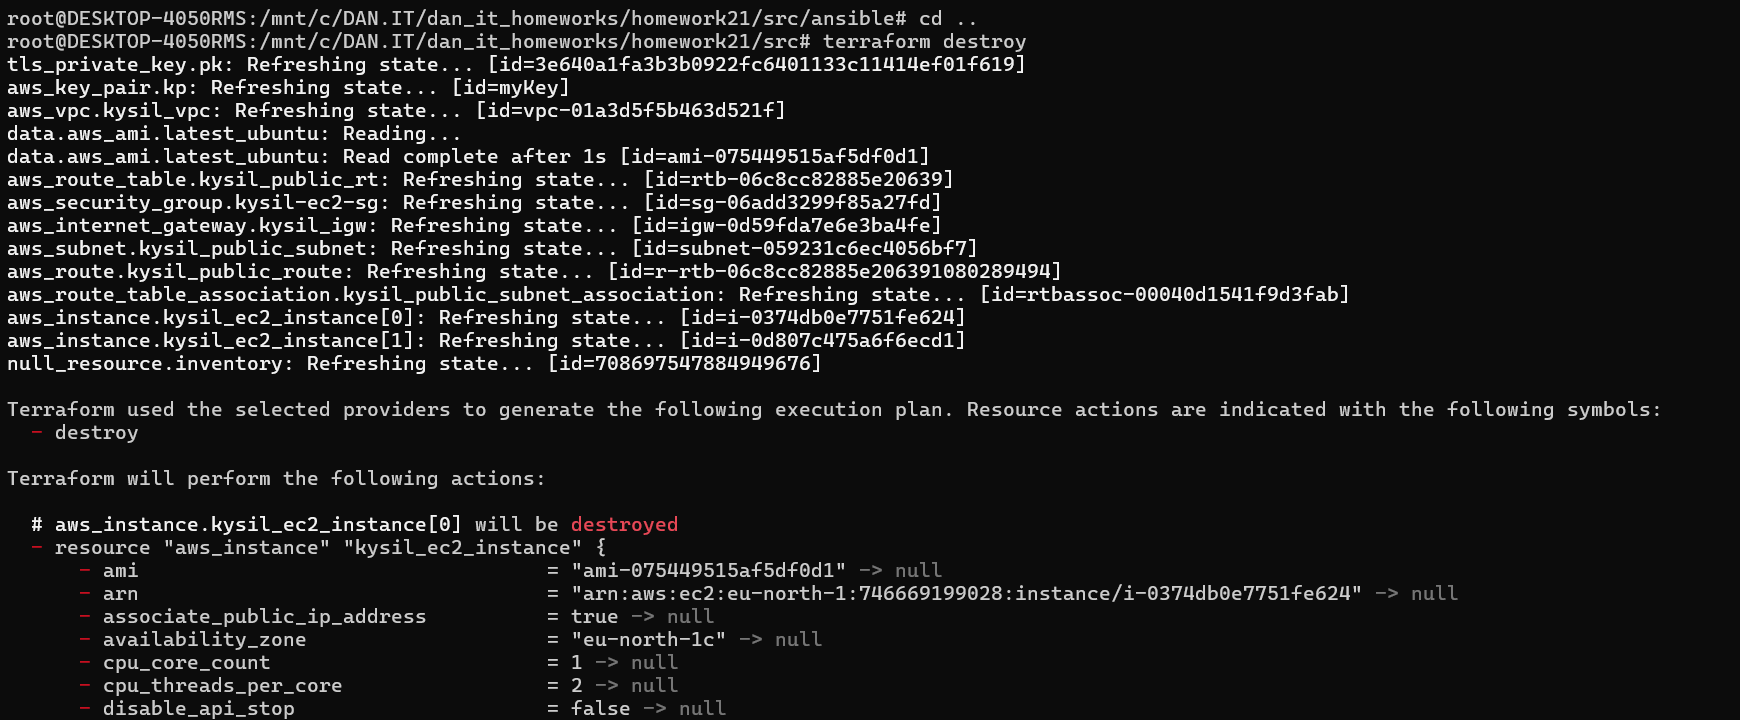 root@DESKTOP-4050RMS:/mnt/c/DAN.IT/dan_it_homeworks/homework21/src/ansible# cd ..
root@DESKTOP-4050RMS:/mnt/c/DAN.IT/dan_it_homeworks/homework21/src# terraform destroy
tls_private_key.pk: Refreshing state... [id=3e640a1fa3b3b0922fc6401133c11414ef01f619]
aws_key_pair.kp: Refreshing state... [id=myKey]
aws_vpc.kysil_vpc: Refreshing state... [id=vpc-01a3d5f5b463d521f]
data.aws_ami.latest_ubuntu: Reading...
data.aws_ami.latest_ubuntu: Read complete after 1s [id=ami-075449515af5df0d1]
aws_route_table.kysil_public_rt: Refreshing state... [id=rtb-06c8cc82885e20639]
aws_security_group.kysil-ec2-sg: Refreshing state... [id=sg-06add3299f85a27fd]
aws_internet_gateway.kysil_igw: Refreshing state... [id=igw-0d59fda7e6e3ba4fe]
aws_subnet.kysil_public_subnet: Refreshing state... [id=subnet-059231c6ec4056bf7]
aws_route.kysil_public_route: Refreshing state... [id=r-rtb-06c8cc82885e206391080289494]
aws_route_table_association.kysil_public_subnet_association: Refreshing state... [id=rtbassoc-00040d1541f9d3fab]
aws_instance.kysil_ec2_instance[0]: Refreshing state... [id=i-0374db0e7751fe624]
aws_instance.kysil_ec2_instance[1]: Refreshing state... [id=i-0d807c475a6f6ecd1]
null_resource.inventory: Refreshing state... [id=708697547884949676]
Terraform used the selected providers to generate the following execution plan. Resource actions are indicated with the following symbols:
- destroy
Terraform will perform the following actions:
# aws_instance.kysil_ec2_instance[0] will be destroyed
- resource "aws_instance" "kysil_ec2_instance" {
- ami = "ami-075449515af5df0d1" -> null
- arn = "arn:aws:ec2:eu-north-1:746669199028:instance/i-0374db0e7751fe624" -> null
- associate_public_ip_address = true -> null
- availability_zone = "eu-north-1c" -> null
- cpu_core_count = 1 -> null
- cpu_threads_per_core = 2 -> null
- disable_api_stop = false -> null